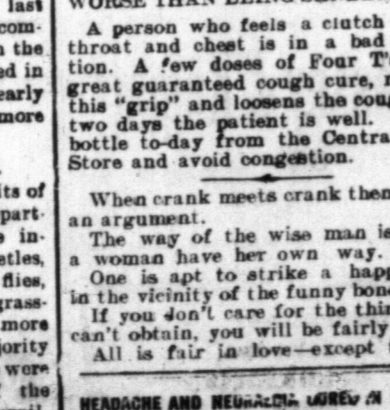 last
com-
the
ed in
early
more
its of
part-
in-
etles,
flies,
grass-
more
jority
were
the
WORSE THAN
A person who feels a clutch
throat and chest is in a bad
tion. A few doses of Four
great guaranteed cough cure,
this "grip" and loosens the cou
two days the patient is well.
bottle to-day from the Centra
Store and avoid congestion.
When crank meets crank then
an argument.
The way of the wise man is
a woman have her own way.
One is apt to strike a happ
in the vicinity of the funny bone
If you don't care for the thin
can't obtain, you will be fairly
All is fair in love—except
HEADACHE AND NEURALGIA CURED